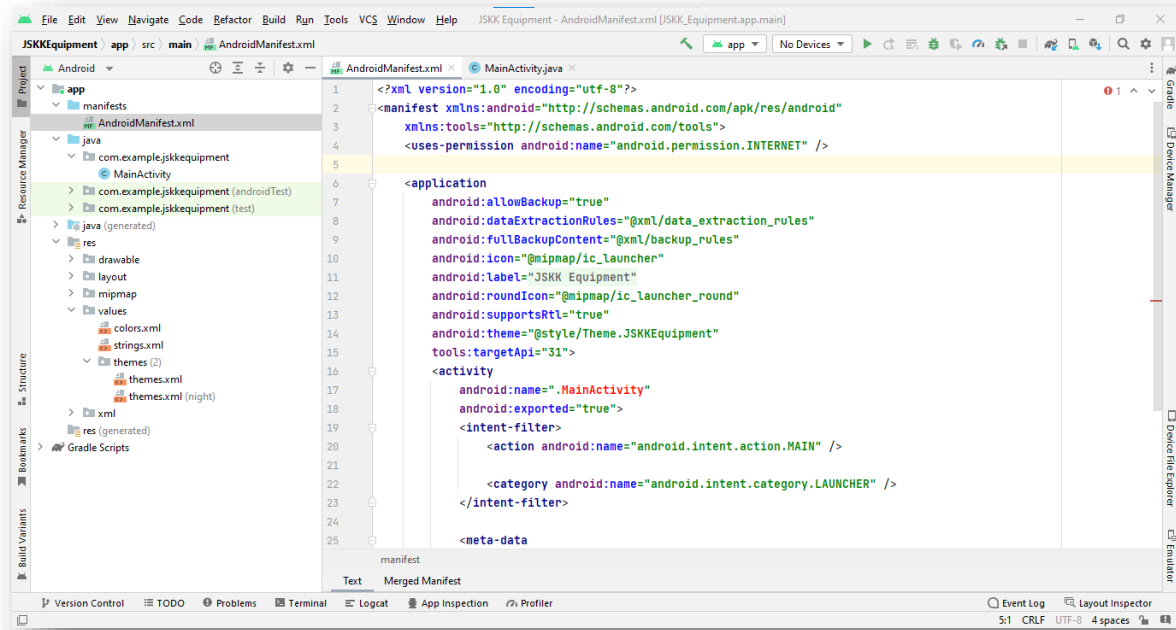 File Edit View Navigate Code Refactor Build Run Tools VCS Window Help JSKK Equipment - AndroidManifest.xml [JSKK_Equipment.app.main]
JSKKEquipment app src main AndroidManifest.xml
app No Devices
Android
AndroidManifest.xml MainActivity.java
Project
Resource Manager
Structure
Bookmarks
Build Variants
app
manifests
AndroidManifest.xml
java
com.example.jskkequipment
MainActivity
com.example.jskkequipment (androidTest)
com.example.jskkequipment (test)
java (generated)
res
drawable
layout
mipmap
values
colors.xml
strings.xml
themes (2)
themes.xml
themes.xml (night)
xml
res (generated)
Gradle Scripts
1 <?xml version="1.0" encoding="utf-8"?>
2 <manifest xmlns:android="http://schemas.android.com/apk/res/android"
3 xmlns:tools="http://schemas.android.com/tools">
4 <uses-permission android:name="android.permission.INTERNET" />
5
6 <application
7 android:allowBackup="true"
8 android:dataExtractionRules="@xml/data_extraction_rules"
9 android:fullBackupContent="@xml/backup_rules"
10 android:icon="@mipmap/ic_launcher"
11 android:label="JSKK Equipment"
12 android:roundIcon="@mipmap/ic_launcher_round"
13 android:supportsRtl="true"
14 android:theme="@style/Theme.JSKKEquipment"
15 tools:targetApi="31">
16 <activity
17 android:name=".MainActivity"
18 android:exported="true">
19 <intent-filter>
20 <action android:name="android.intent.action.MAIN" />
21
22 <category android:name="android.intent.category.LAUNCHER" />
23 </intent-filter>
24
25 <meta-data
1
manifest
Text Merged Manifest
Gradle
Device Manager
Device File Explorer
Emulator
Version Control TODO Problems Terminal Logcat App Inspection Profiler Event Log Layout Inspector
5:1 CRLF UTF-8 4 spaces